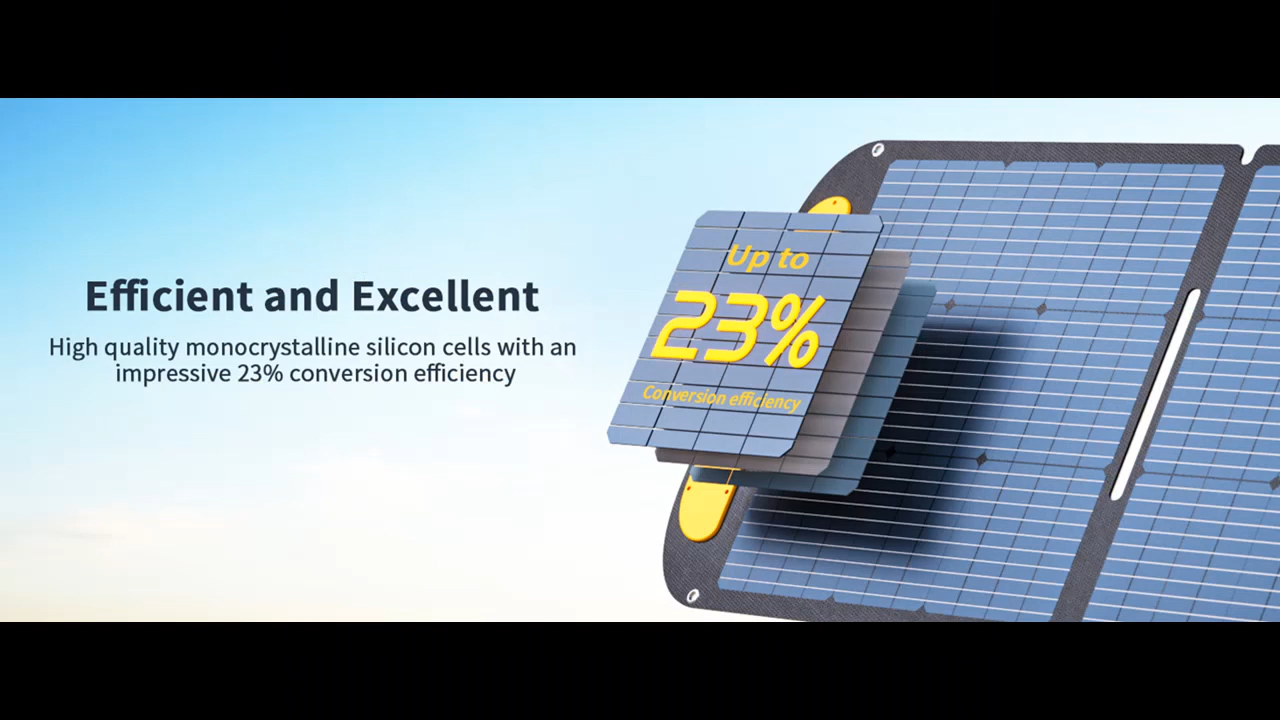 Efficient and Excellent
High quality monocrystalline silicon cells with an
impressive 23% conversion efficiency
Up to
23%
Conversion efficiency